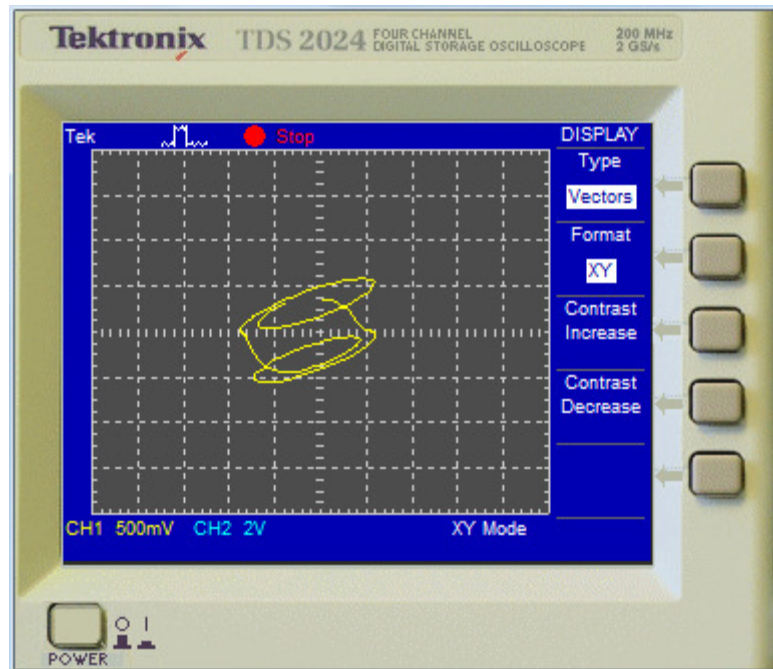 Tektronix TDS 2024 FOUR CHANNEL DIGITAL STORAGE OSCILLOSCOPE 200 MHz 2 GS/s
Tek Stop DISPLAY
Type
Vectors
Format
XY
Contrast
Increase
Contrast
Decrease
CH1 500mV CH2 2V XY Mode
POWER